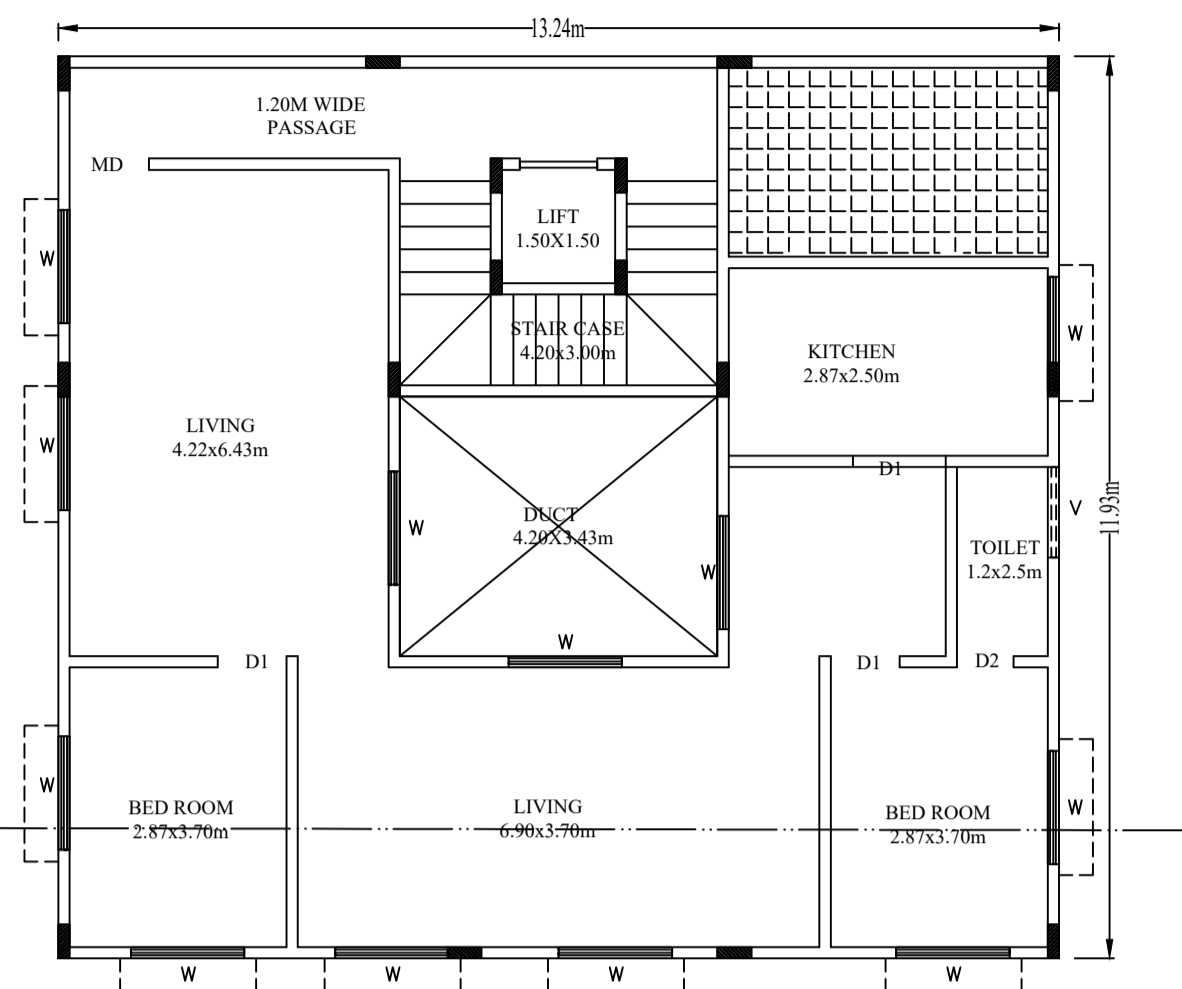 13.24m
1.20M WIDE
PASSAGE
MD
LIFT
1.50X1.50
W
STAIR CASE
4.20x3.00m
W
KITCHEN
2.87x2.50m
LIVING
4.22x6.43m
W
D1
11.93m
V
DUCT
4.20X3.43m
W
W
TOILET
1.2x2.5m
W
D1
D1
D2
W
BED ROOM
2.87x3.70m
LIVING
6.90x3.70m
BED ROOM
2.87x3.70m
W
W
W
W
W